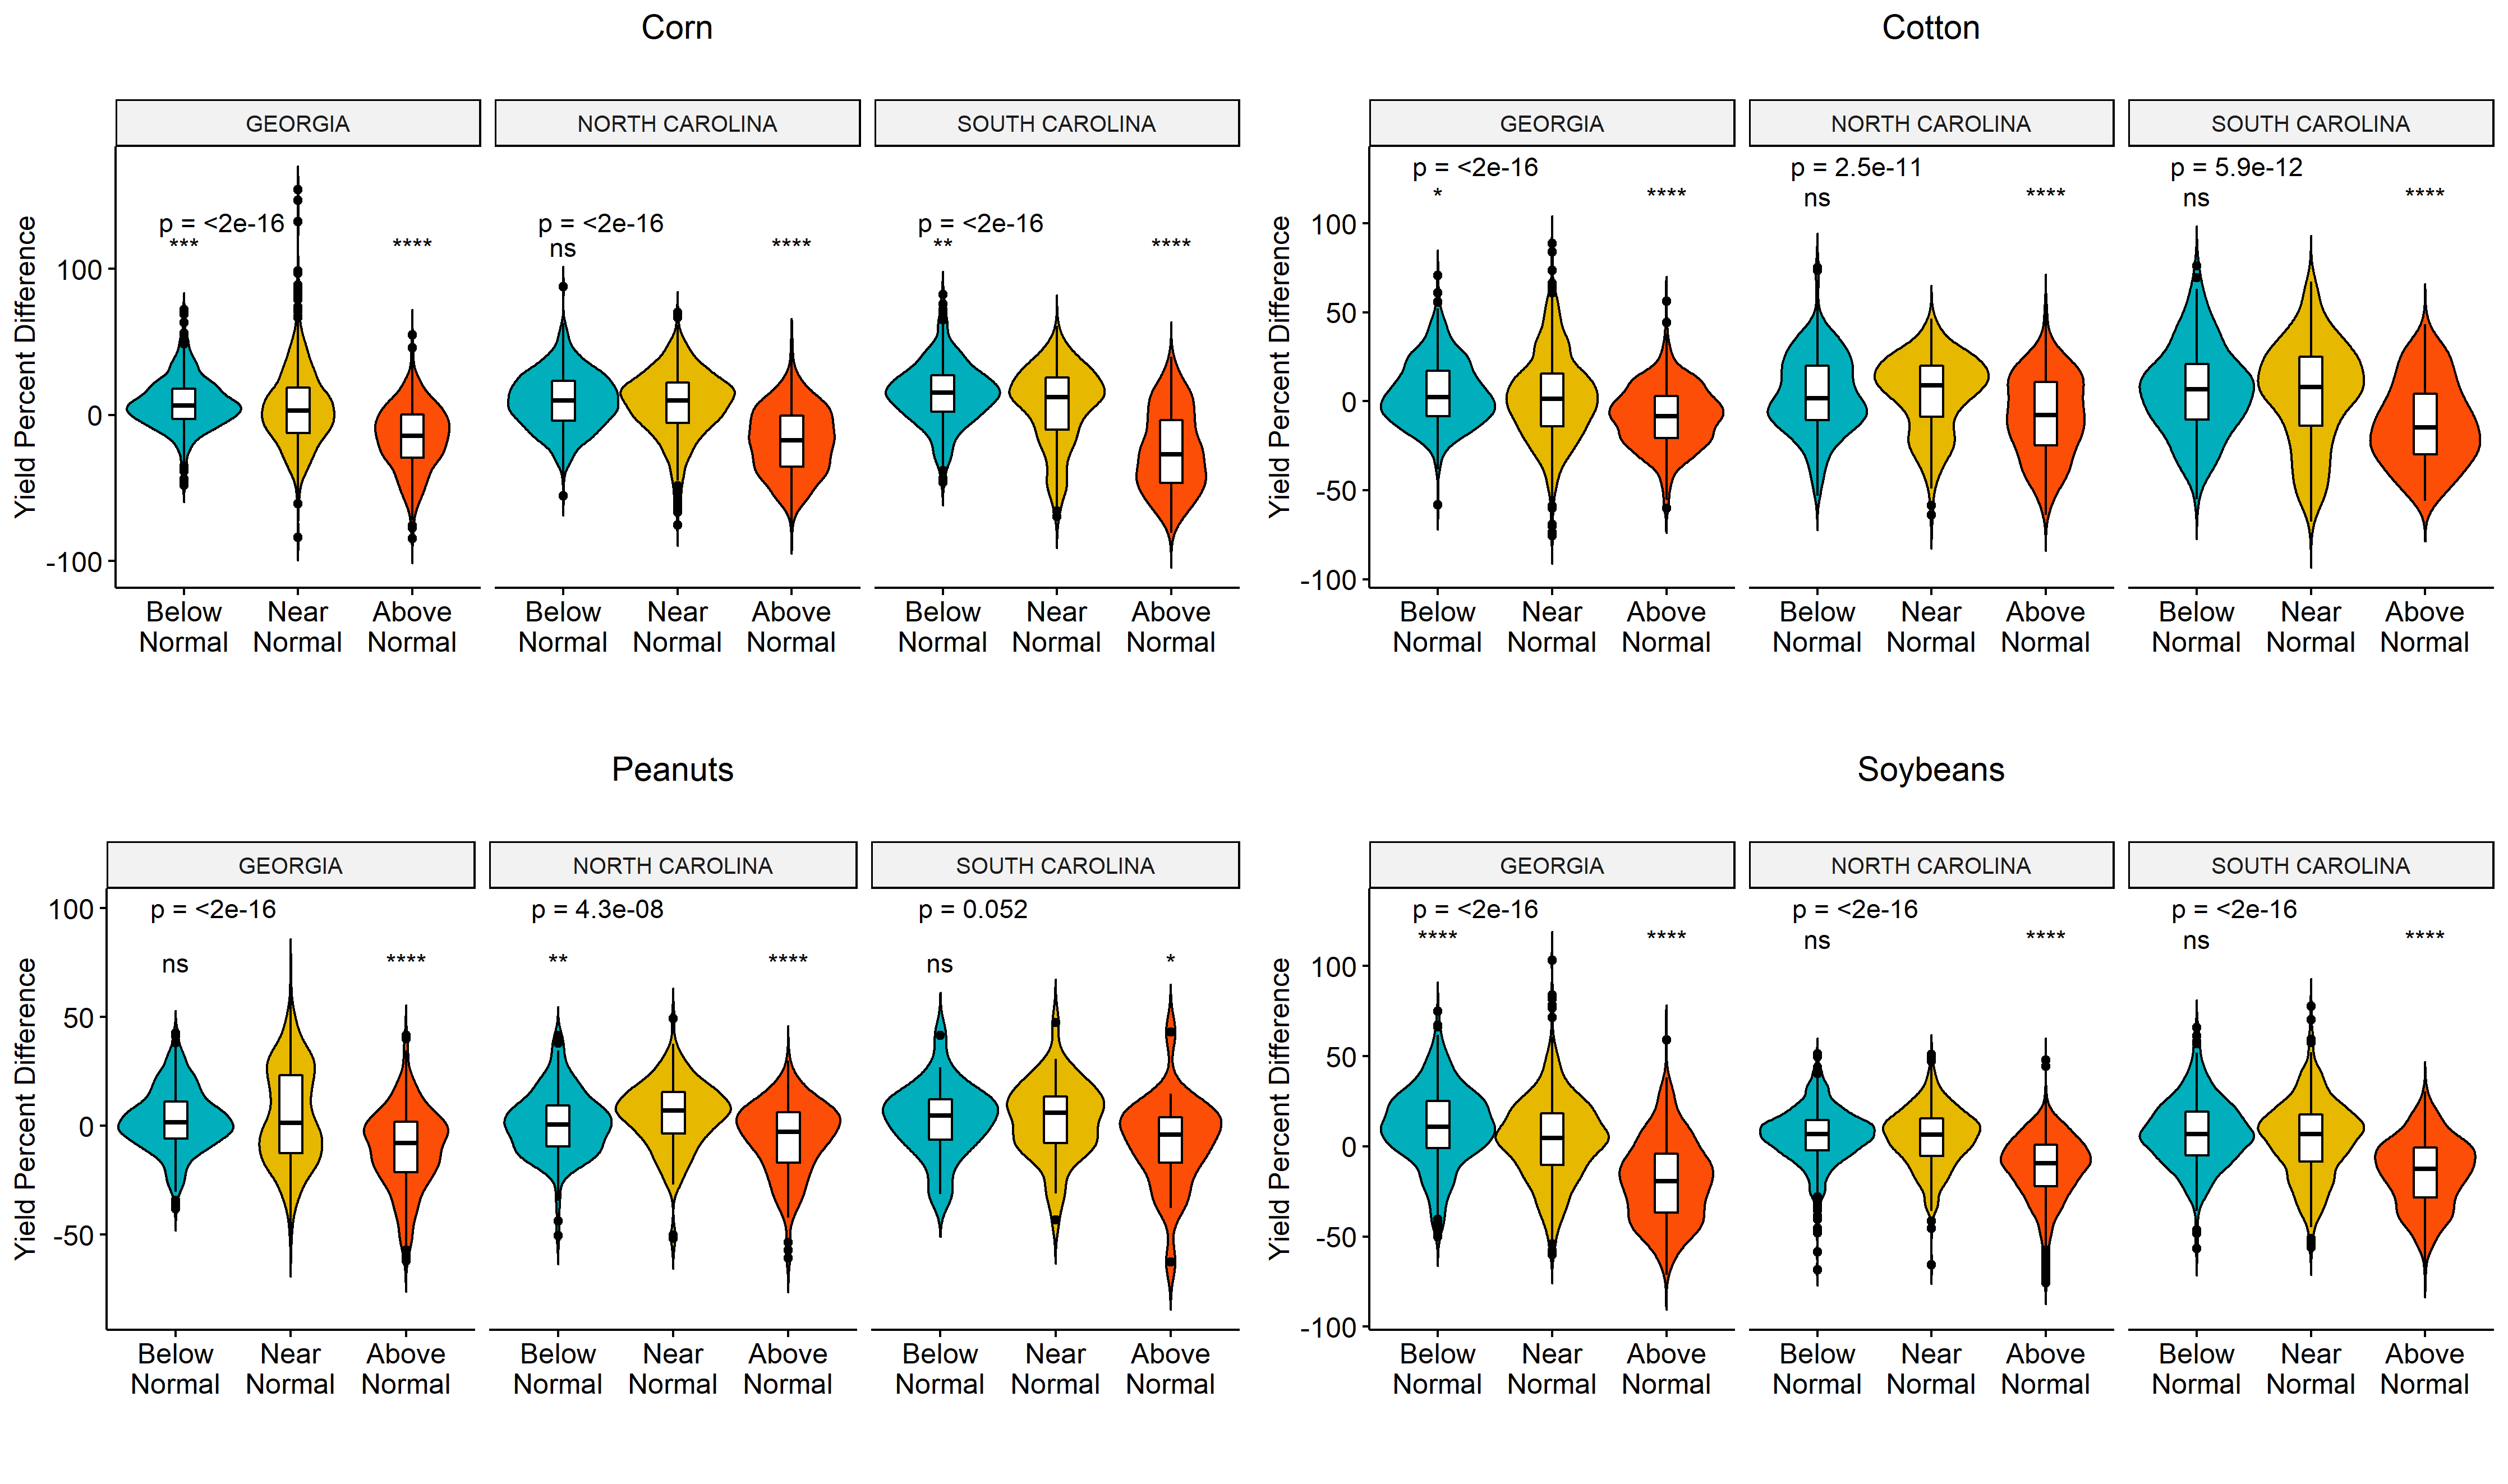 Corn
Cotton
GEORGIA
NORTH CAROLINA
SOUTH CAROLINA
p = <2e-16
p = <2e-16
p = <2e-16
***
****
ns
****
**
****
Yield Percent Difference
100
0
-100
Below Normal
Near Normal
Above Normal
Below Normal
Near Normal
Above Normal
Below Normal
Near Normal
Above Normal
GEORGIA
NORTH CAROLINA
SOUTH CAROLINA
p = <2e-16
p = 2.5e-11
p = 5.9e-12
*
****
ns
****
ns
****
Yield Percent Difference
100
50
0
-50
-100
Below Normal
Near Normal
Above Normal
Below Normal
Near Normal
Above Normal
Below Normal
Near Normal
Above Normal
Peanuts
Soybeans
GEORGIA
NORTH CAROLINA
SOUTH CAROLINA
p = <2e-16
p = 4.3e-08
p = 0.052
ns
****
**
****
ns
*
Yield Percent Difference
100
50
0
-50
Below Normal
Near Normal
Above Normal
Below Normal
Near Normal
Above Normal
Below Normal
Near Normal
Above Normal
GEORGIA
NORTH CAROLINA
SOUTH CAROLINA
p = <2e-16
p = <2e-16
p = <2e-16
****
****
ns
****
ns
****
Yield Percent Difference
100
50
0
-50
-100
Below Normal
Near Normal
Above Normal
Below Normal
Near Normal
Above Normal
Below Normal
Near Normal
Above Normal